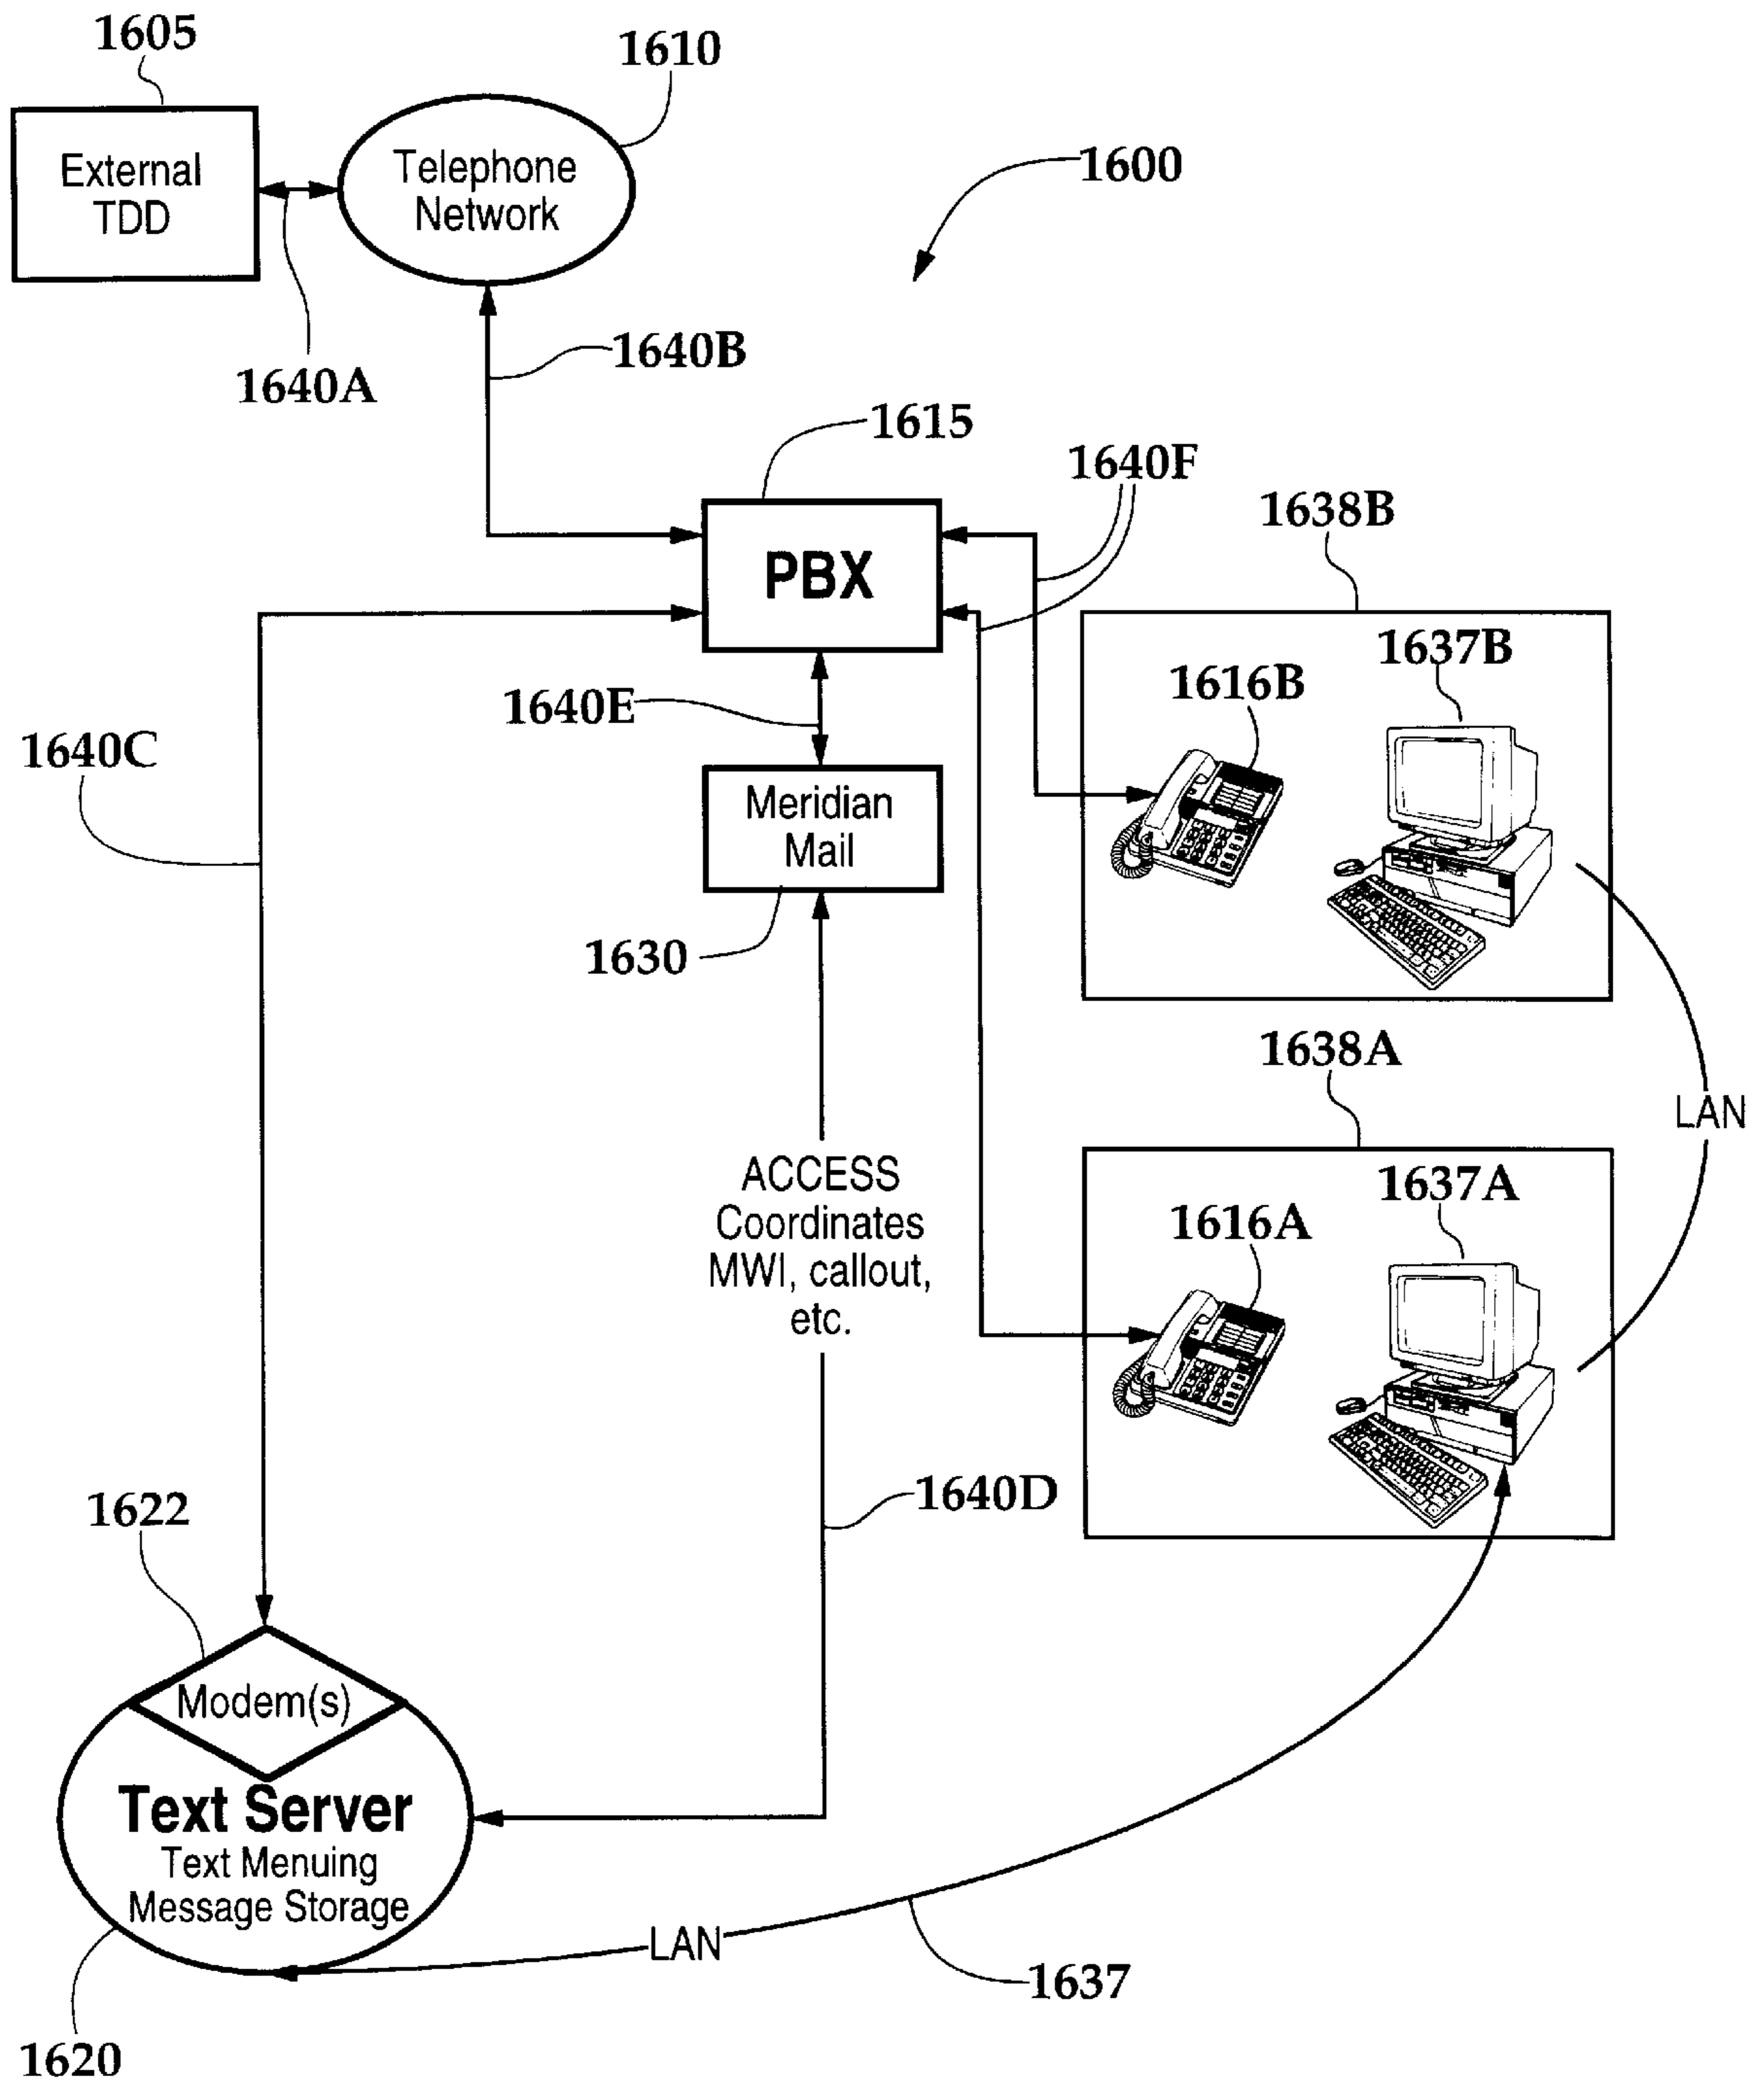 1605
1610
External
TDD
Telephone
Network
1600
1640A
1640B
1615
1640F
1638B
PBX
1637B
1616B
1640E
1640C
Meridian
Mail
1630
1638A
LAN
ACCESS
Coordinates
MWI, callout,
etc.
1637A
1616A
1640D
1622
Modem(s)
Text Server
Text Menuing
Message Storage
LAN
1637
1620